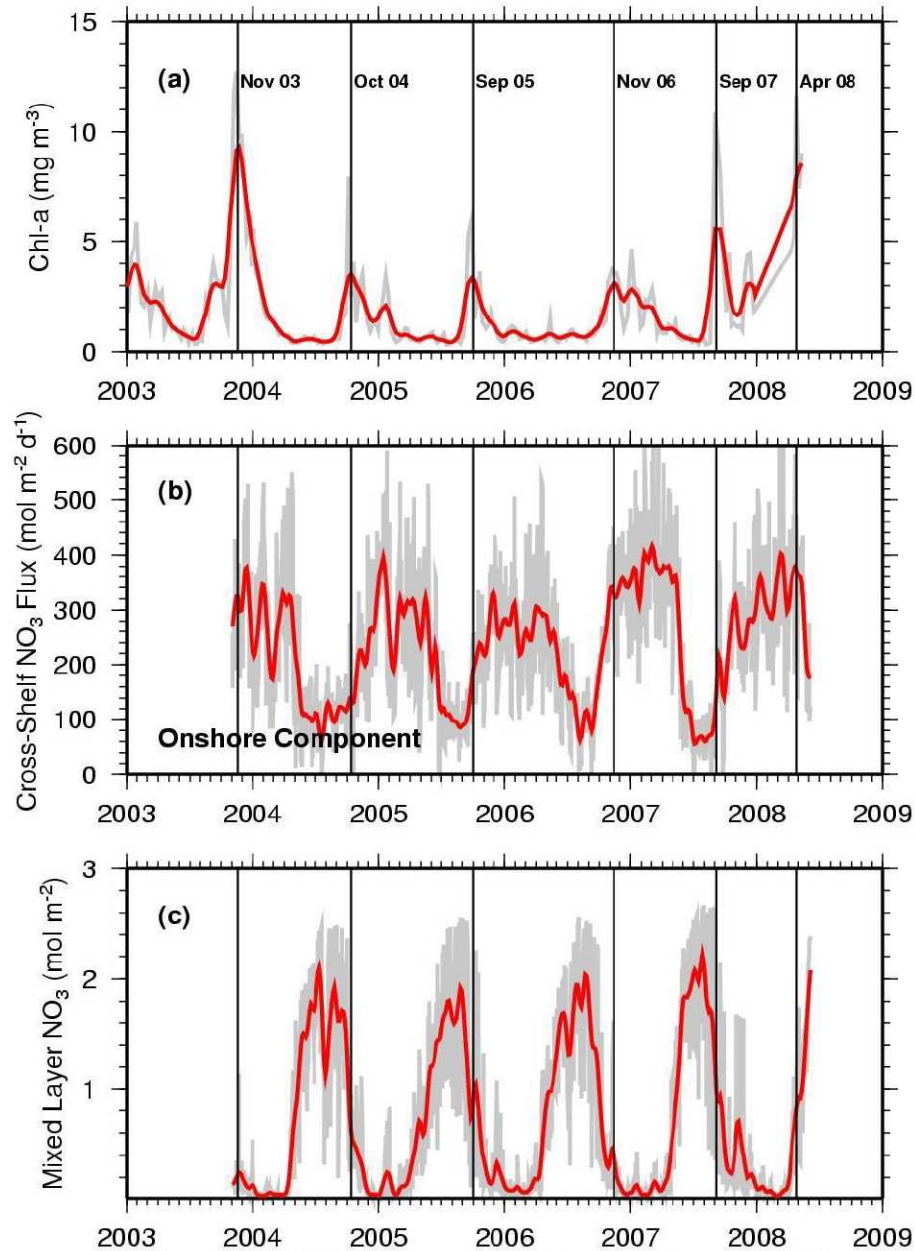 15
10
5
0
Chl-a (mg m-3)
(a)
Nov 03
Oct 04
Sep 05
Nov 06
Sep 07
Apr 08
2003 2004 2005 2006 2007 2008 2009
600
500
400
300
200
100
0
Cross-Shelf NO3 Flux (mol m-2 d-1)
(b)
Onshore Component
2003 2004 2005 2006 2007 2008 2009
3
2
1
Mixed Layer NO3 (mol m-2)
(c)
2003 2004 2005 2006 2007 2008 2009